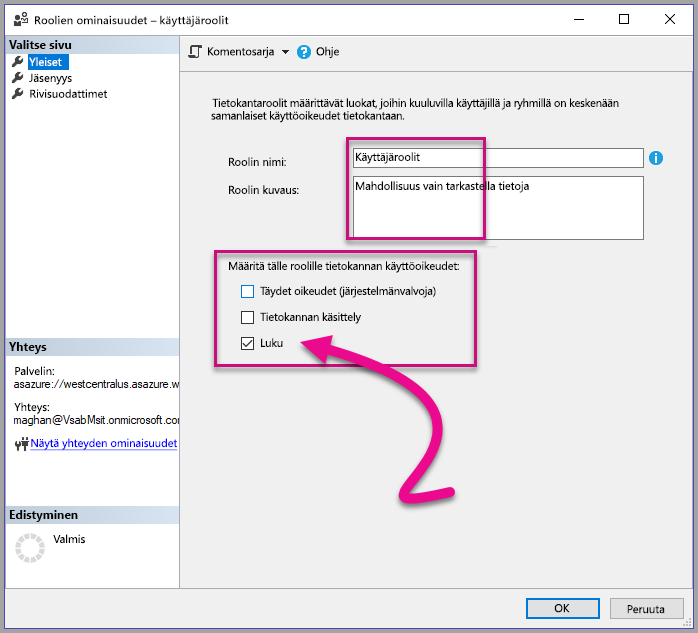 Roolien ominaisuudet – käyttäjäroolit
Valitse sivu
Yleiset
Jäsenyys
Rivisuodattimet
Komentosarja
Ohje
Tietokantaroolit määrittävät luokat, joihin kuuluvilla käyttäjillä ja ryhmillä on keskenään
samanlaiset käyttöoikeudet tietokantaan.
Roolin nimi:
Käyttäjäroolit
Roolin kuvaus:
Mahdollisuus vain tarkastella tietoja
Määritä tälle roolille tietokannan käyttöoikeudet:
Täydet oikeudet (järjestelmänvalvoja)
Tietokannan käsittely
Luku
Yhteys
Palvelin:
asazure://westcentralus.asazure.w
Yhteys:
maghan@VsabMsit.onmicrosoft.co
Näytä yhteyden ominaisuudet
Edistyminen
Valmis
OK
Peruuta